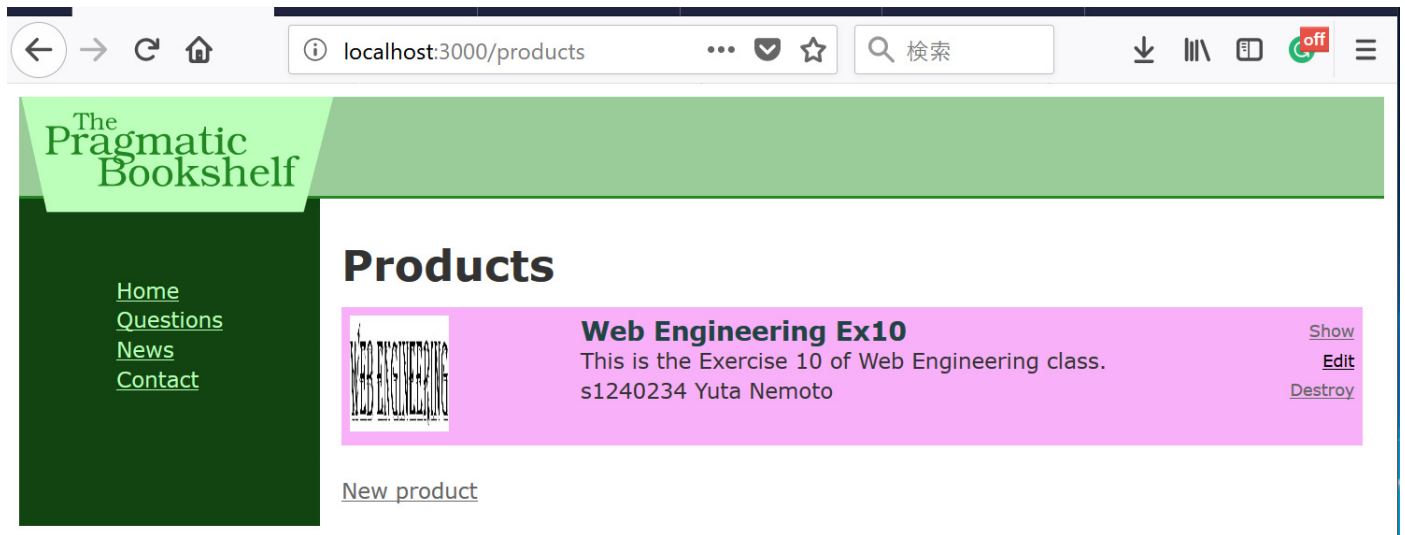 localhost:3000/products
検索
off
The
Pragmatic
Bookshelf
Home
Questions
News
Contact
Products
WEB ENGINEERING
Web Engineering Ex10
This is the Exercise 10 of Web Engineering class.
s1240234 Yuta Nemoto
Show
Edit
Destroy
New product